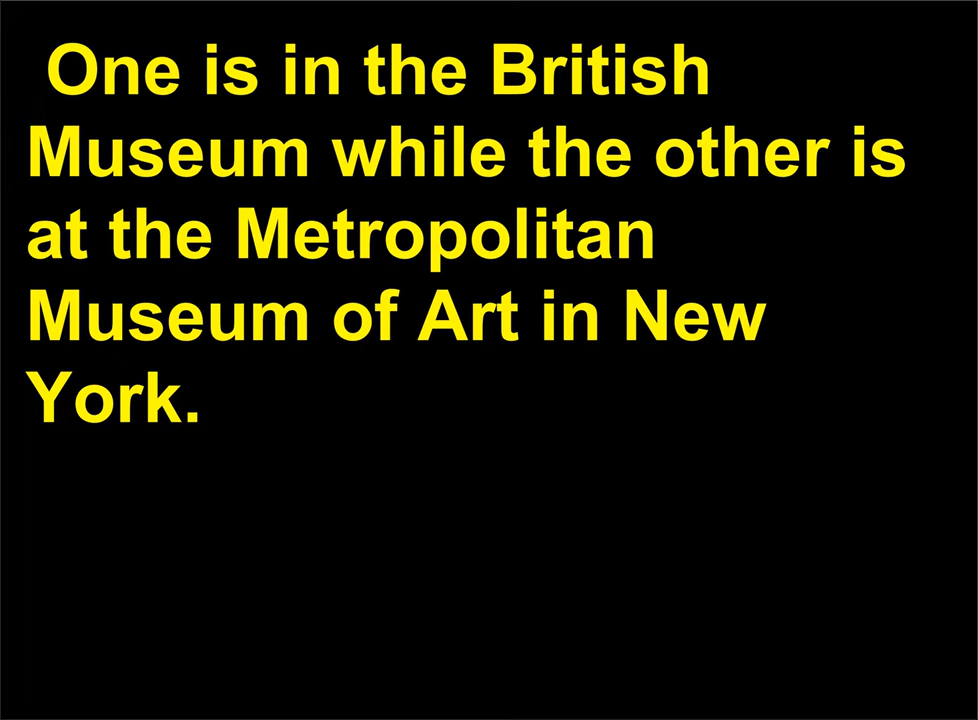 One is in the British
Museum while the other is
at the Metropolitan
Museum of Art in New
York.